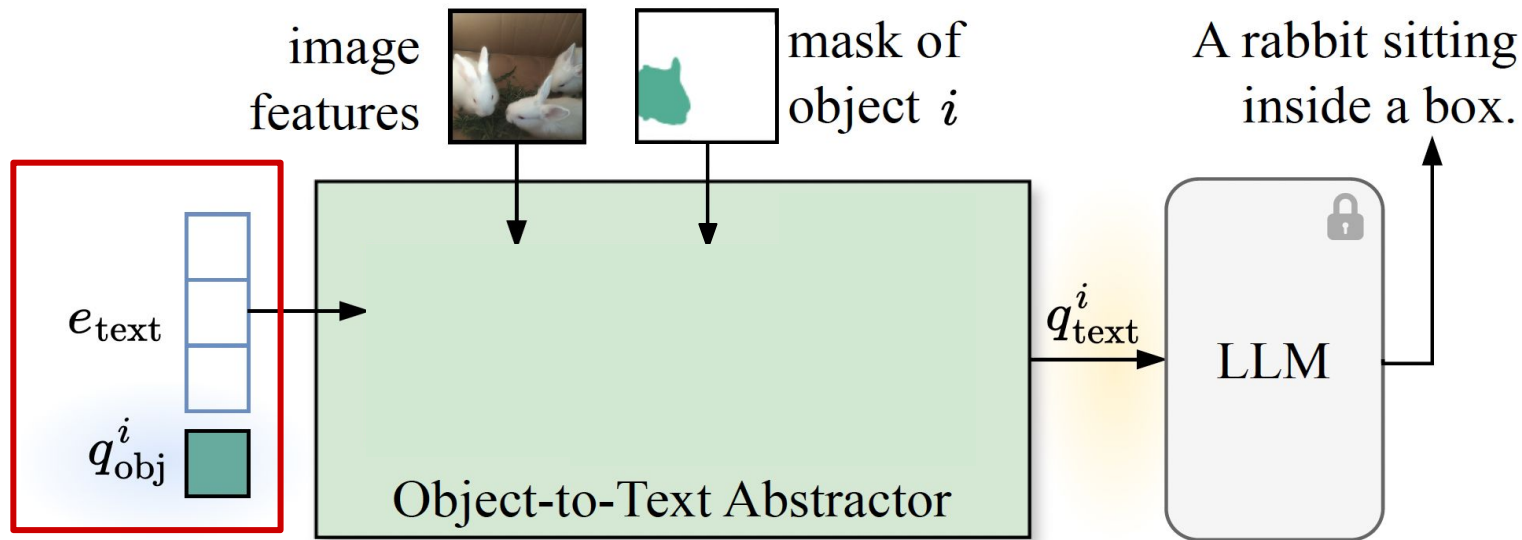 image
features
mask of
object i
A rabbit sitting
inside a box.
e_text
q^i_obj
Object-to-Text Abstractor
q^i_text
LLM